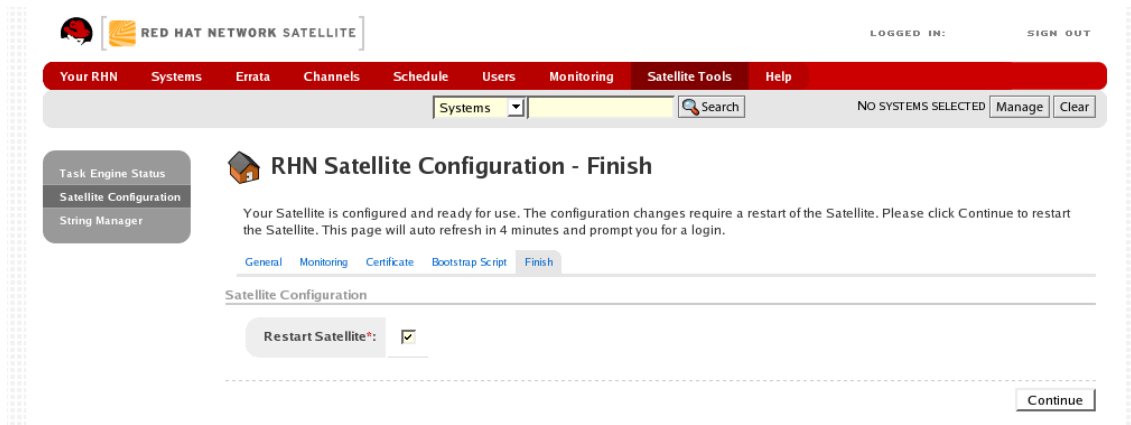 RED HAT NETWORK SATELLITE
LOGGED IN: SIGN OUT
Your RHN Systems Errata Channels Schedule Users Monitoring Satellite Tools Help
Systems Search NO SYSTEMS SELECTED Manage Clear
Task Engine Status
Satellite Configuration
String Manager
RHN Satellite Configuration - Finish
Your Satellite is configured and ready for use. The configuration changes require a restart of the Satellite. Please click Continue to restart
the Satellite. This page will auto refresh in 4 minutes and prompt you for a login.
General Monitoring Certificate Bootstrap Script Finish
Satellite Configuration
Restart Satellite*:
Continue